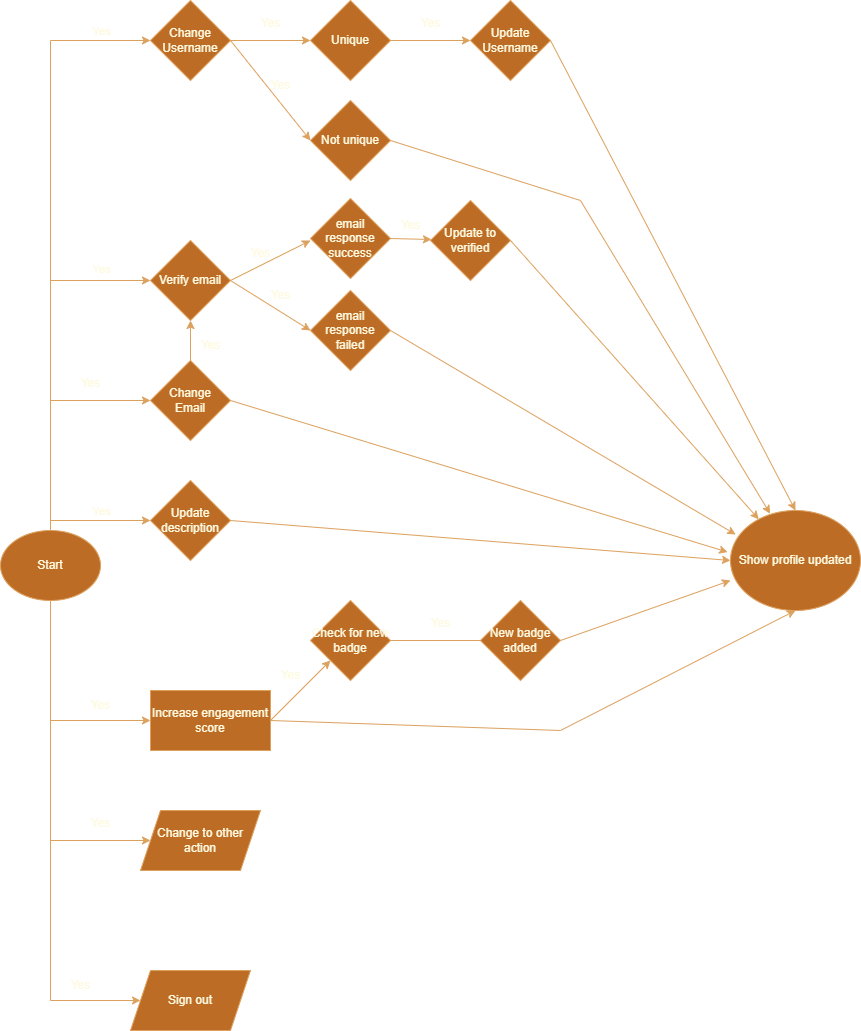 Yes
Change
Username
Yes
Unique
Yes
Update
Username
Yes
Not unique
Yes
Verify email
Yes
email
response
success
Yes
Update to
verified
Yes
email
response
failed
Yes
Yes
Change
Email
Yes
Update
description
Start
Show profile updated
Check for new
badge
Yes
New badge
added
Yes
Yes
Increase engagement
score
Yes
Change to other
action
Yes
Sign out